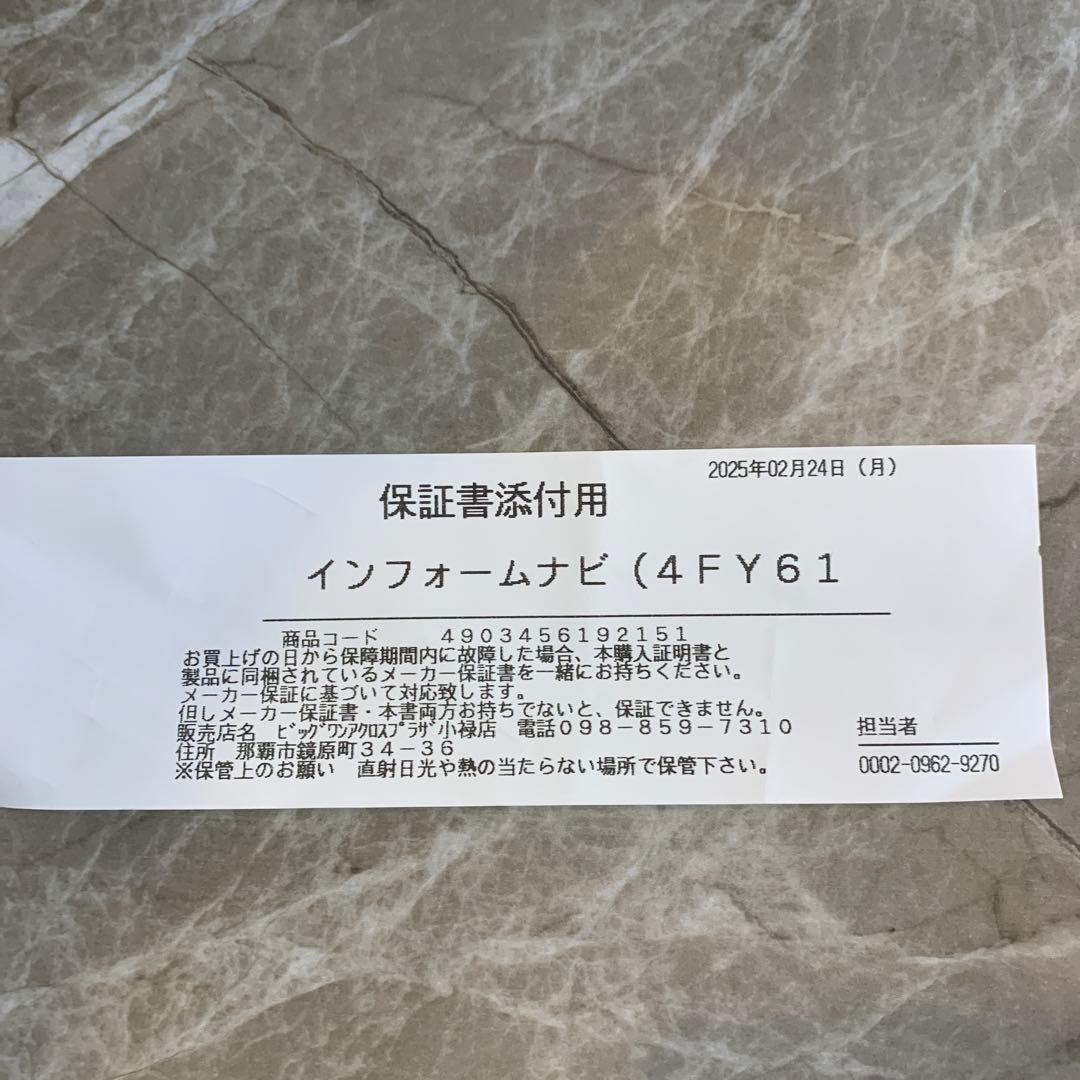 2025年02月24日（月）
保証書添付用
インフォームナビ（４ＦＹ６１
商品コード　４９０３４５６１９２１５１
お買上げの日から保障期間内に故障した場合、本購入証明書と
製品に同梱されているメーカー保証書を一緒にお持ちください。
メーカー保証に基づいて対応致します。
但しメーカー保証書・本書両方お持ちでないと、保証できません。
販売店名　ﾋﾞｯｸﾞﾜﾝｱｸﾛｽﾌﾟﾗｻﾞ小禄店　電話０９８－８５９－７３１０
住所　那覇市鏡原町３４－３６
※保管上のお願い　直射日光や熱の当たらない場所で保管下さい。
担当者
0002-0962-9270